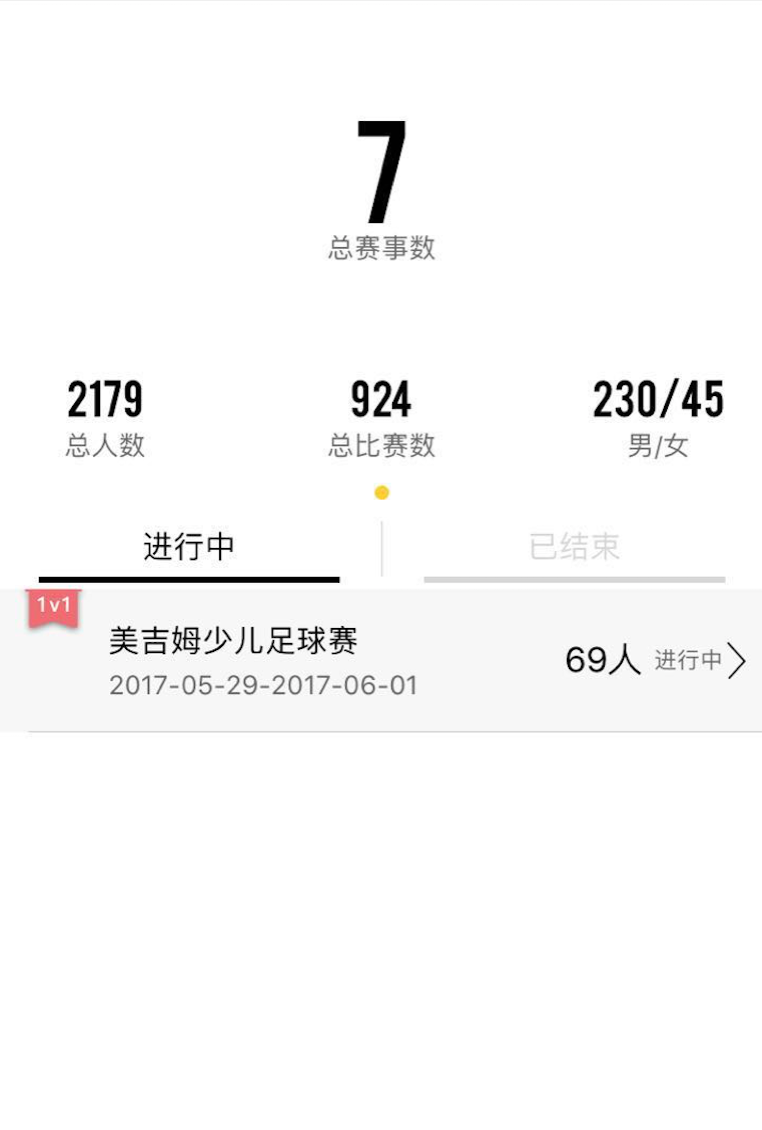 7
总赛事数
2179 924 230/45
总人数 总比赛数 男/女
进行中 已结束
1v1
美吉姆少儿足球赛
69人 进行中
2017-05-29-2017-06-01